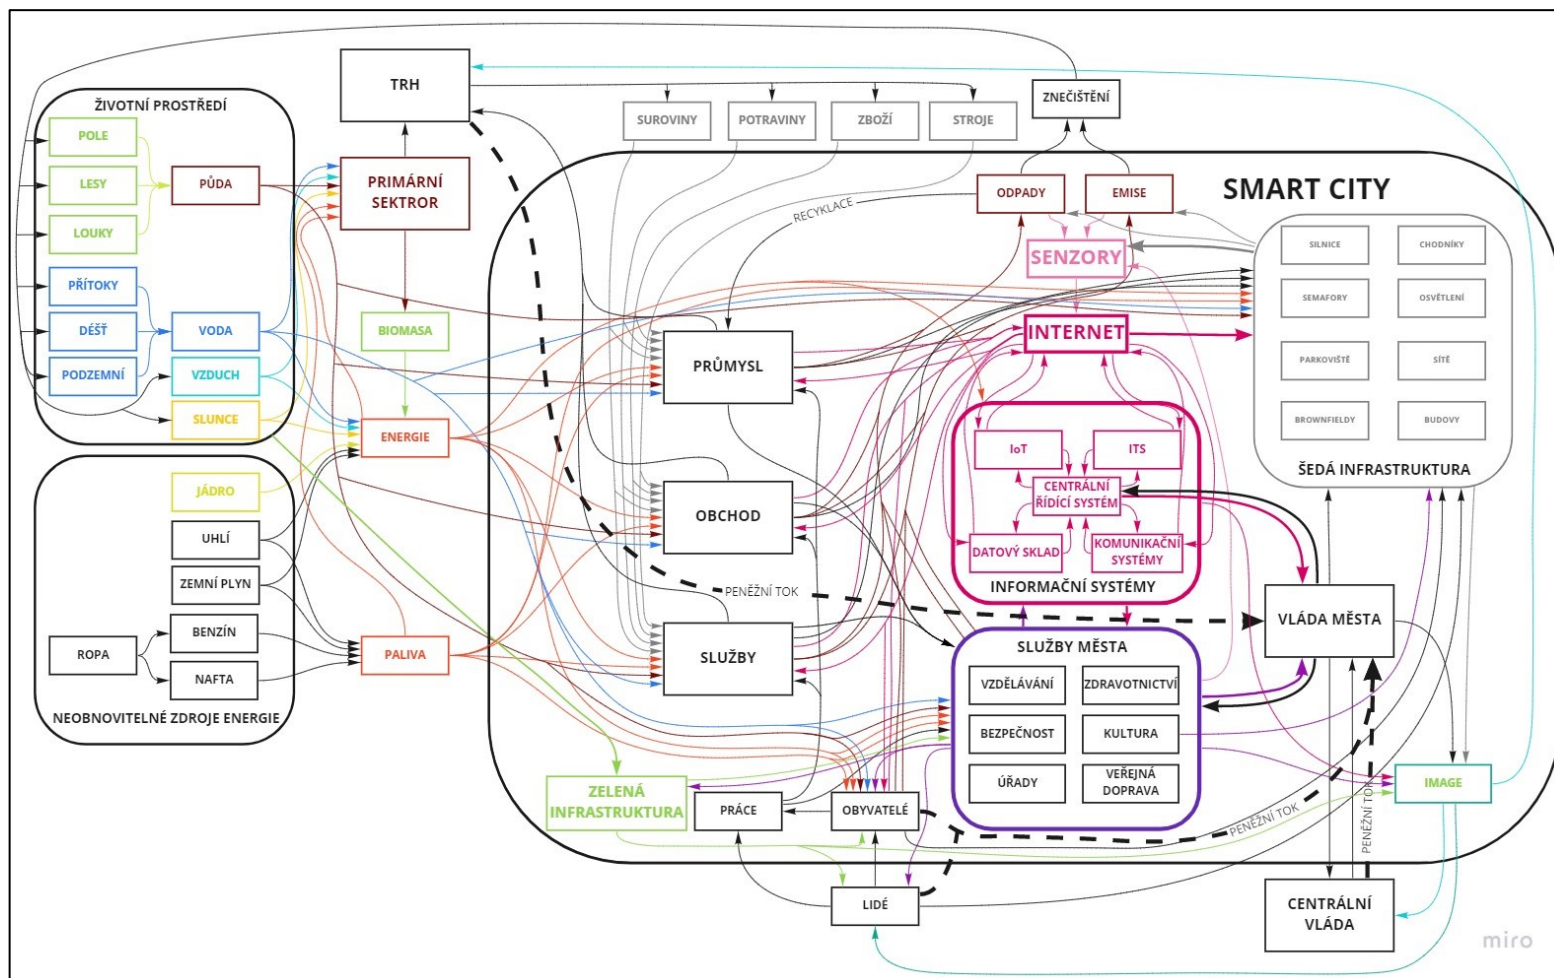 TRH
ŽIVOTNÍ PROSTŘEDÍ
POLE
LESY
LOUKY
PŮDA
PŘÍTOKY
DÉŠŤ
PODZEMNÍ
VODA
VZDUCH
SLUNCE
PRIMÁRNÍ
SEKTROR
BIOMASA
ENERGIE
JÁDRO
UHLÍ
ZEMNÍ PLYN
ROPA
BENZÍN
NAFTA
PALIVA
NEOBNOVITELNÉ ZDROJE ENERGIE
SUROVINY
POTRAVINY
ZBOŽÍ
STROJE
ZNEČIŠTĚNÍ
SMART CITY
ODPADY
EMISE
RECYKLACE
SENZORY
INTERNET
SILNICE
CHODNÍKY
SEMAFORY
OSVĚTLENÍ
PARKOVIŠTĚ
SÍTĚ
BROWNFIELDY
BUDOVY
ŠEDÁ INFRASTRUKTURA
PRŮMYSL
OBCHOD
SLUŽBY
IoT
ITS
CENTRÁLNÍ
ŘÍDÍCÍ SYSTÉM
DATOVÝ SKLAD
KOMUNIKAČNÍ
SYSTÉMY
INFORMAČNÍ SYSTÉMY
PENĚŽNÍ TOK
VLÁDA MĚSTA
SLUŽBY MĚSTA
VZDĚLÁVÁNÍ
ZDRAVOTNICTVÍ
BEZPEČNOST
KULTURA
ÚŘADY
VEŘEJNÁ
DOPRAVA
ZELENÁ
INFRASTRUKTURA
PRÁCE
OBYVATELÉ
IMAGE
PENĚŽNÍ TOK
PENĚŽNÍ TOK
LIDÉ
CENTRÁLNÍ
VLÁDA
miro